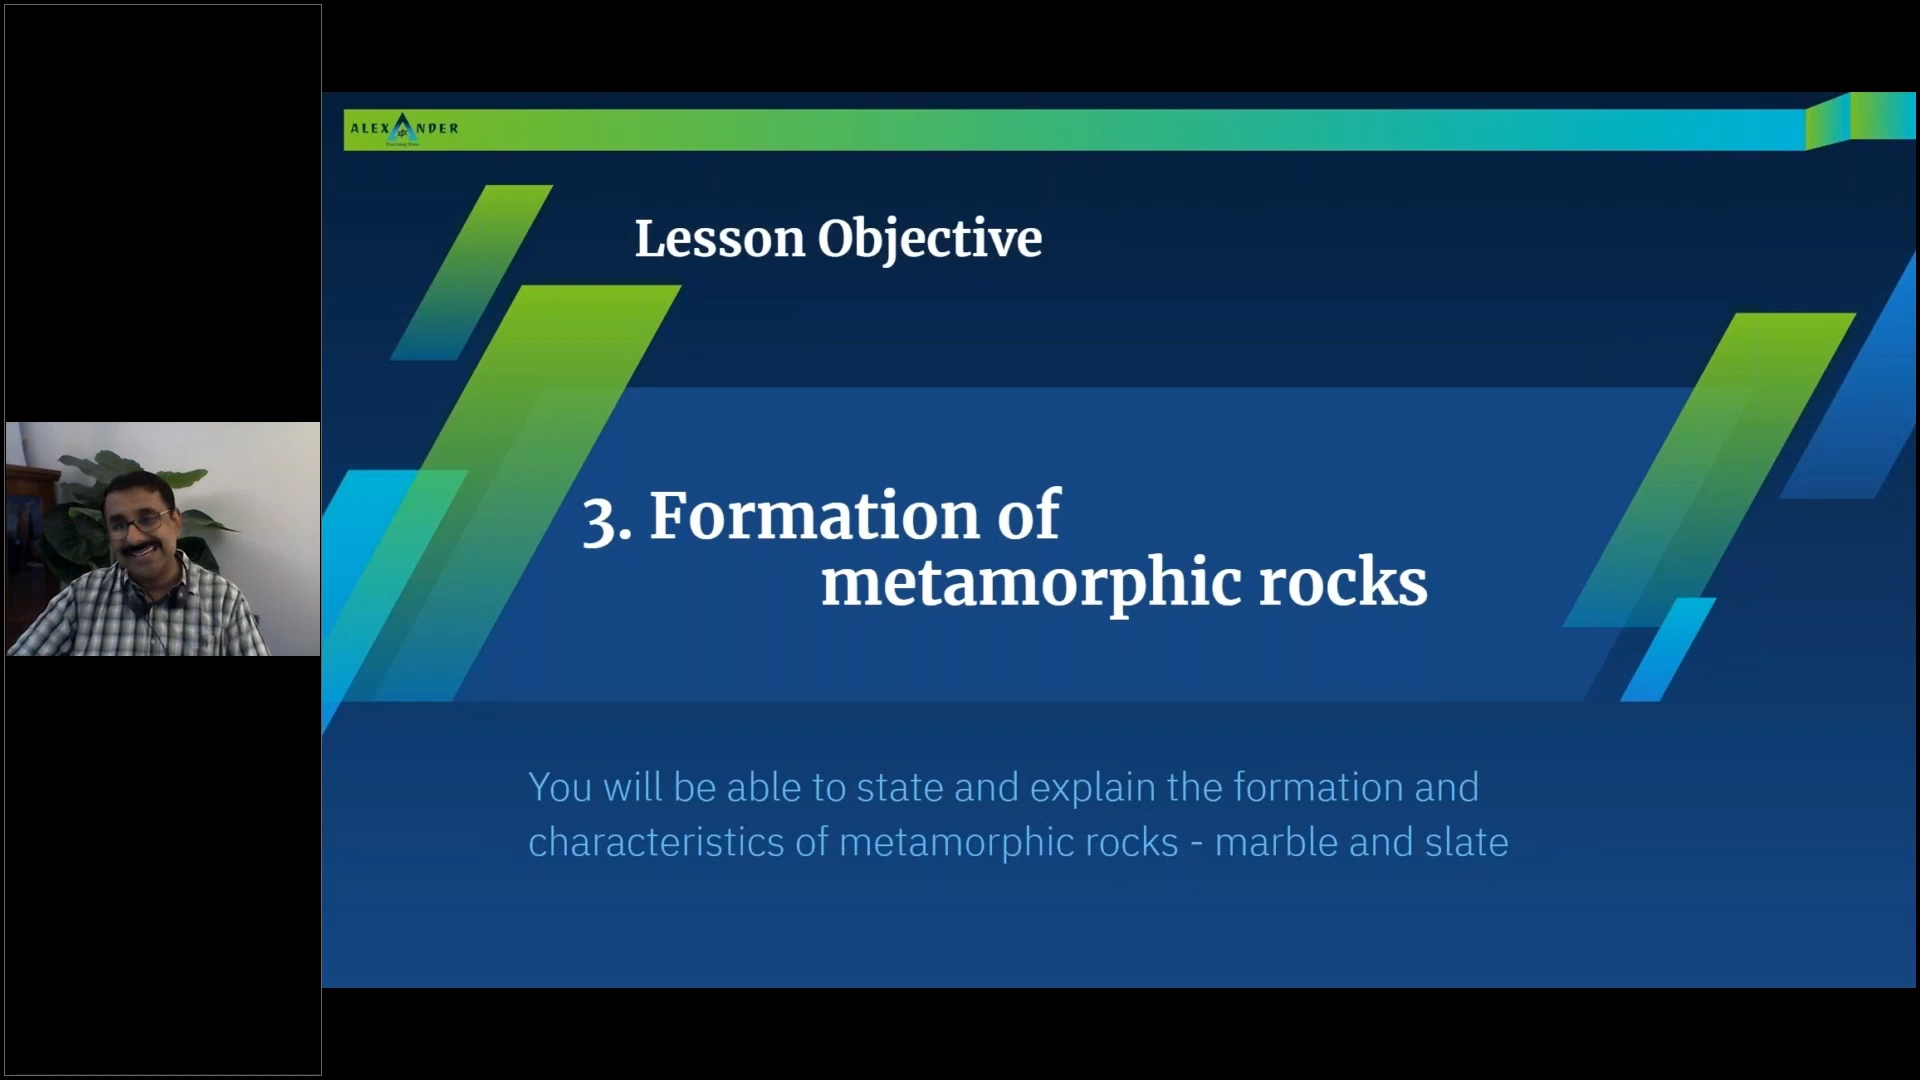 ALEXANDER
Lesson Objective
3. Formation of
metamorphic rocks
You will be able to state and explain the formation and
characteristics of metamorphic rocks - marble and slate